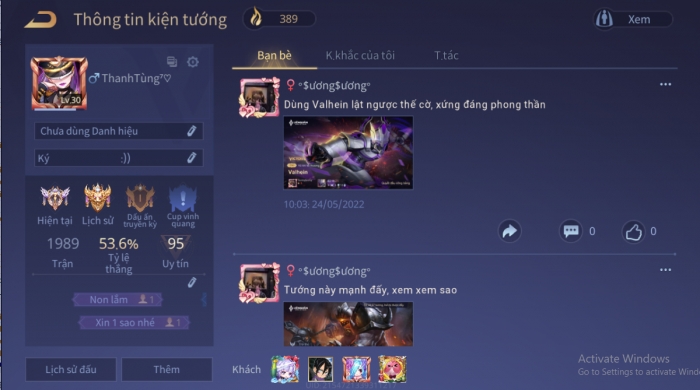 Thông tin kiện tướng
389
Xem
Bạn bè
K.khắc của tôi
T.tác
ThanhTùng⁷♡
Lv.30
Chưa dùng Danh hiệu
Ký :))
Hiện tại
Lịch sử
Dấu ấn truyền kỳ
Cup vinh quang
1989
53.6%
95
Trận
Tỷ lệ thắng
Uy tín
Non lắm 1
Xin 1 sao nhé 1
Lịch sử đấu
Thêm
ⁿ$ương$ươngⁿ
Dùng Valhein lật ngược thế cờ, xứng đáng phong thần
Valhein
10:03 24/05/2022
0
0
ⁿ$ương$ươngⁿ
Tướng này mạnh đấy, xem xem sao
Khách
Activate Windows
Go to Settings to activate Wind